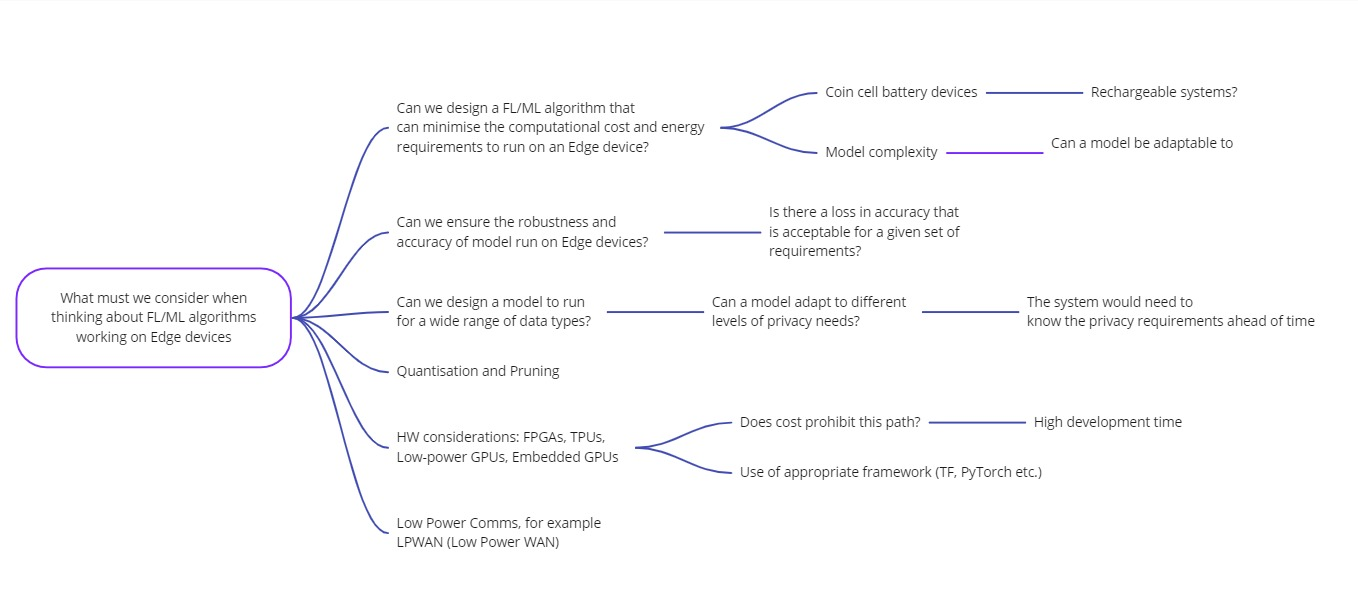 What must we consider when
thinking about FL/ML algorithms
working on Edge devices
Can we design a FL/ML algorithm that
can minimise the computational cost and energy
requirements to run on an Edge device?
Coin cell battery devices
Rechargeable systems?
Model complexity
Can a model be adaptable to
Can we ensure the robustness and
accuracy of model run on Edge devices?
Is there a loss in accuracy that
is acceptable for a given set of
requirements?
Can we design a model to run
for a wide range of data types?
Can a model adapt to different
levels of privacy needs?
The system would need to
know the privacy requirements ahead of time
Quantisation and Pruning
HW considerations: FPGAs, TPUs,
Low-power GPUs, Embedded GPUs
Does cost prohibit this path?
High development time
Use of appropriate framework (TF, PyTorch etc.)
Low Power Comms, for example
LPWAN (Low Power WAN)